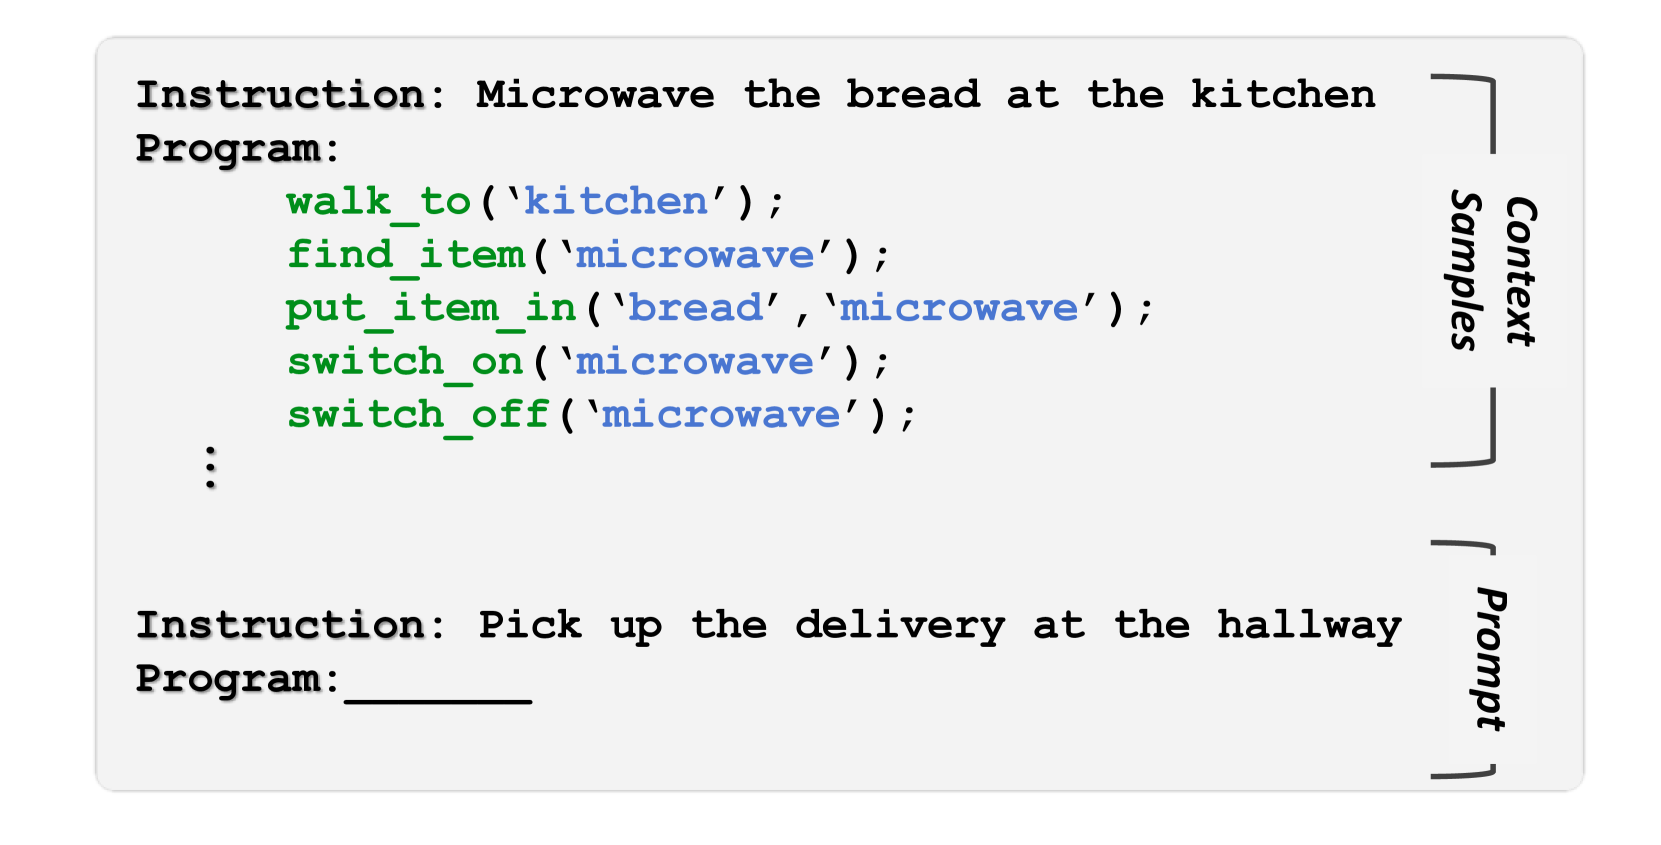 Instruction: Microwave the bread at the kitchen
Program:
walk_to(‘kitchen’);
find_item(‘microwave’);
put_item_in(‘bread’,‘microwave’);
switch_on(‘microwave’);
switch_off(‘microwave’);
⋮
Context
Samples
Instruction: Pick up the delivery at the hallway
Program:_______
Prompt